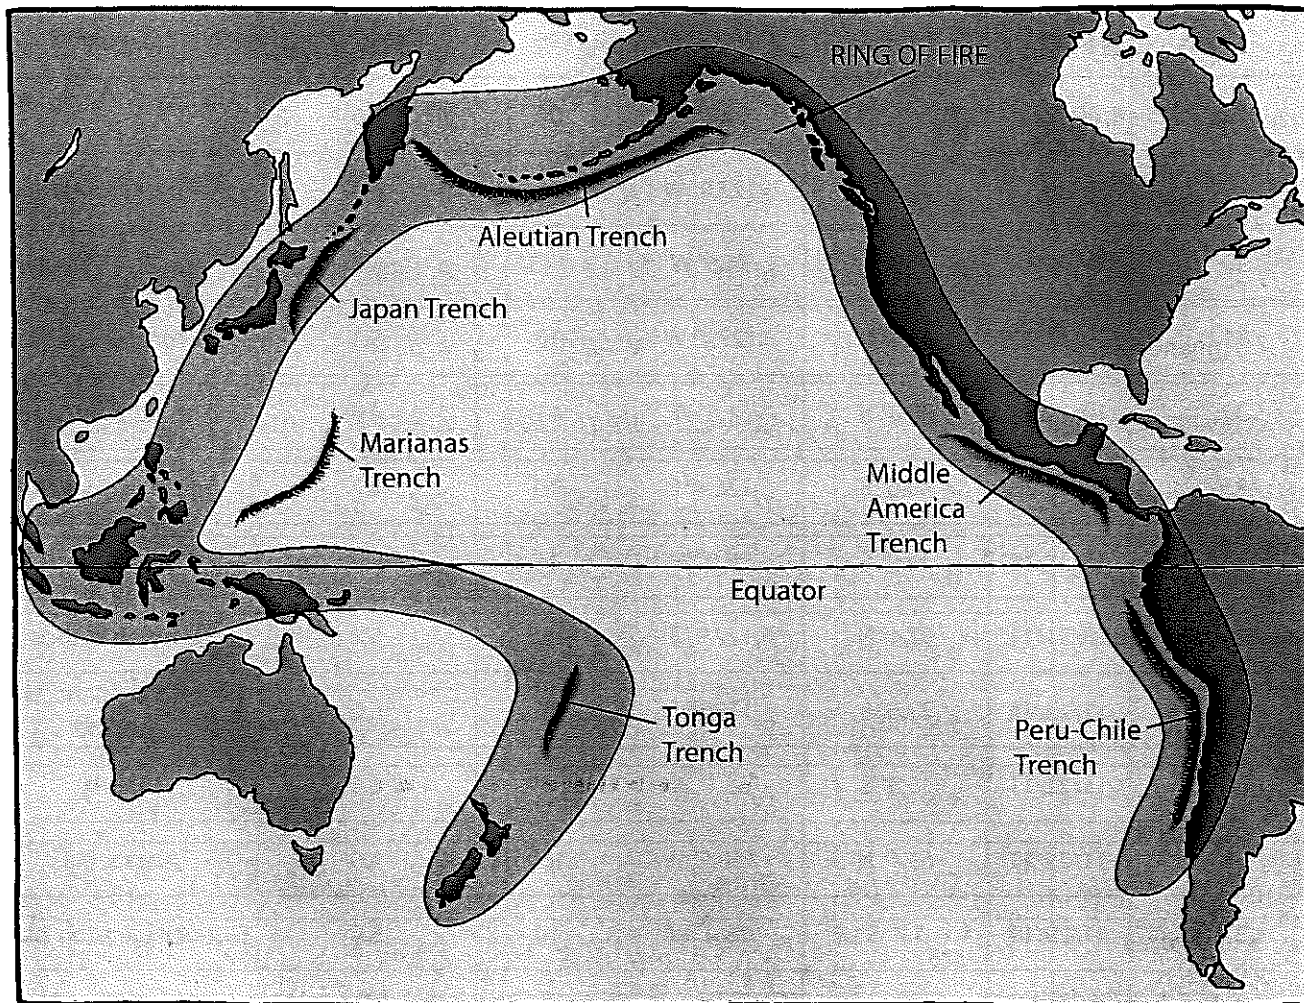 RING OF FIRE
Aleutian Trench
Japan Trench
Marianas
Trench
Middle
America
Trench
Equator
Tonga
Trench
Peru-Chile
Trench